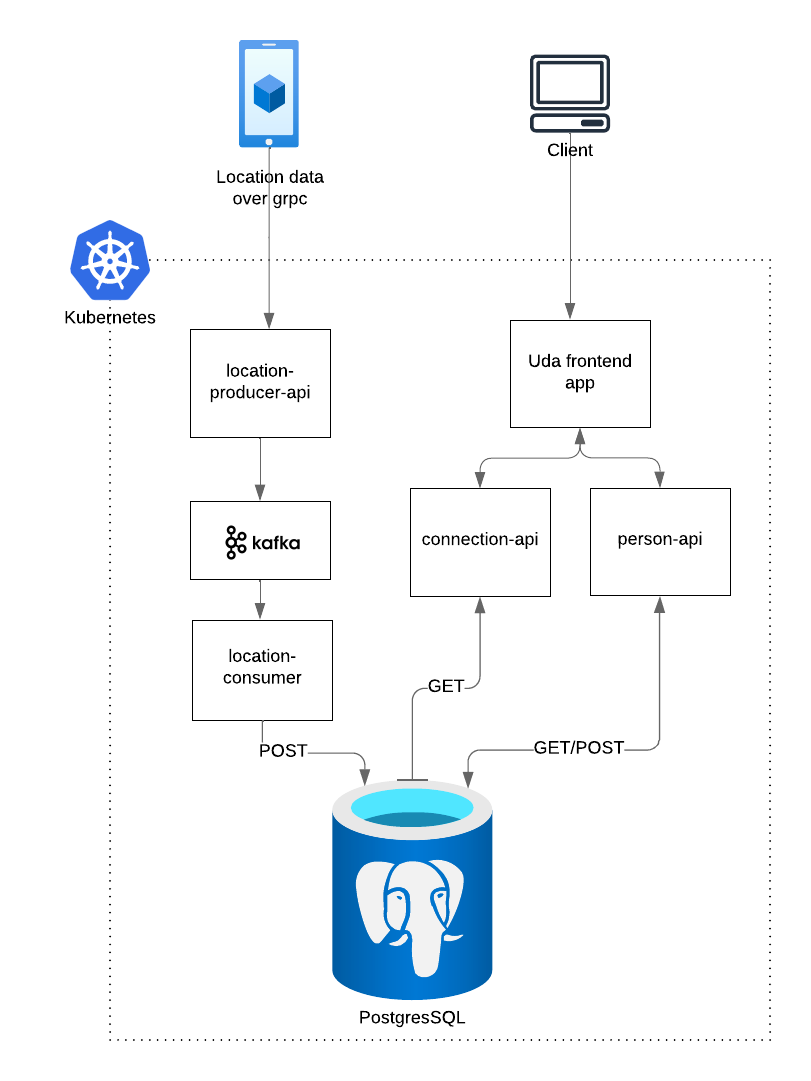 Client
Location data
over grpc
Kubernetes
location-
producer-api
Uda frontend
app
kafka
connection-api
person-api
location-
consumer
GET
POST
GET/POST
PostgresSQL